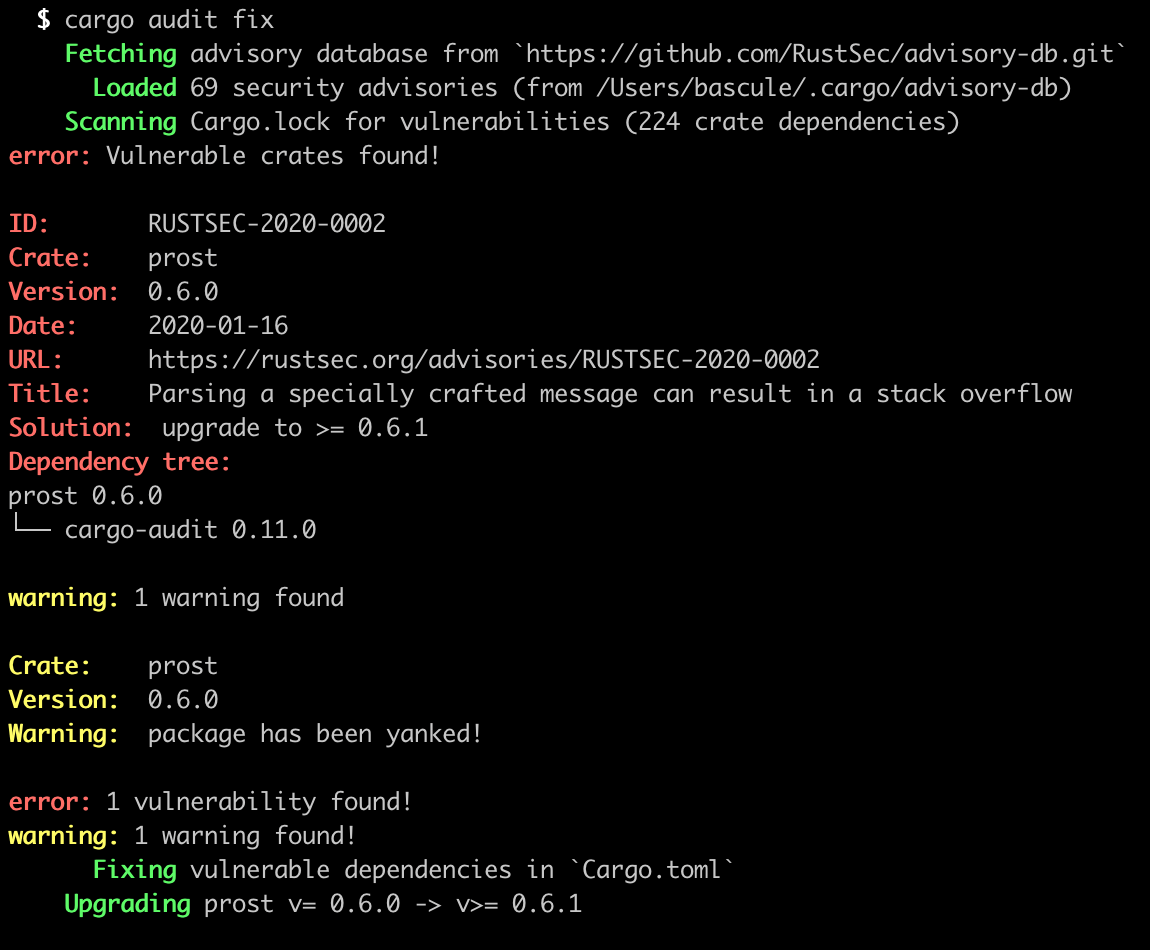 $ cargo audit fix
Fetching advisory database from `https://github.com/RustSec/advisory-db.git`
Loaded 69 security advisories (from /Users/bascule/.cargo/advisory-db)
Scanning Cargo.lock for vulnerabilities (224 crate dependencies)
error: Vulnerable crates found!
ID: RUSTSEC-2020-0002
Crate: prost
Version: 0.6.0
Date: 2020-01-16
URL: https://rustsec.org/advisories/RUSTSEC-2020-0002
Title: Parsing a specially crafted message can result in a stack overflow
Solution: upgrade to >= 0.6.1
Dependency tree:
prost 0.6.0
└── cargo-audit 0.11.0
warning: 1 warning found
Crate: prost
Version: 0.6.0
Warning: package has been yanked!
error: 1 vulnerability found!
warning: 1 warning found!
Fixing vulnerable dependencies in `Cargo.toml`
Upgrading prost v= 0.6.0 -> v>= 0.6.1